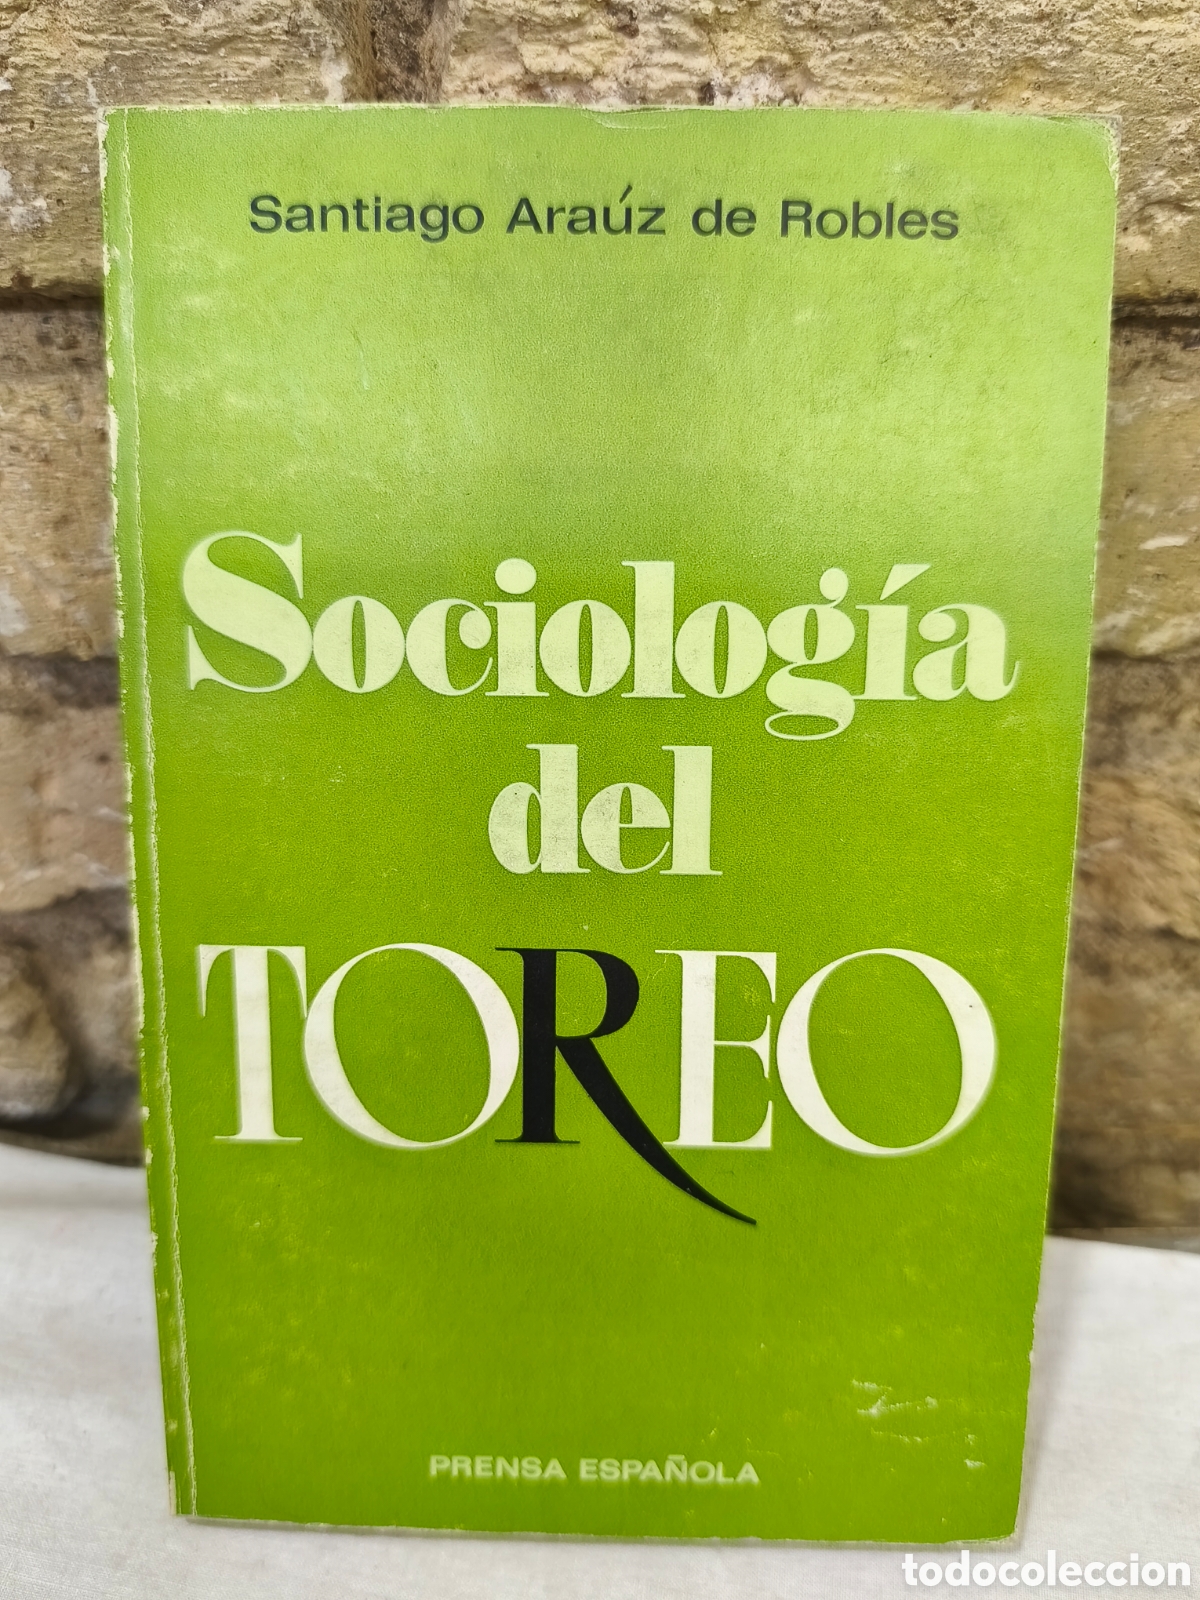 Santiago Araúz de Robles
Sociología
del
TOREO
PRENSA ESPAÑOLA
todocoleccion